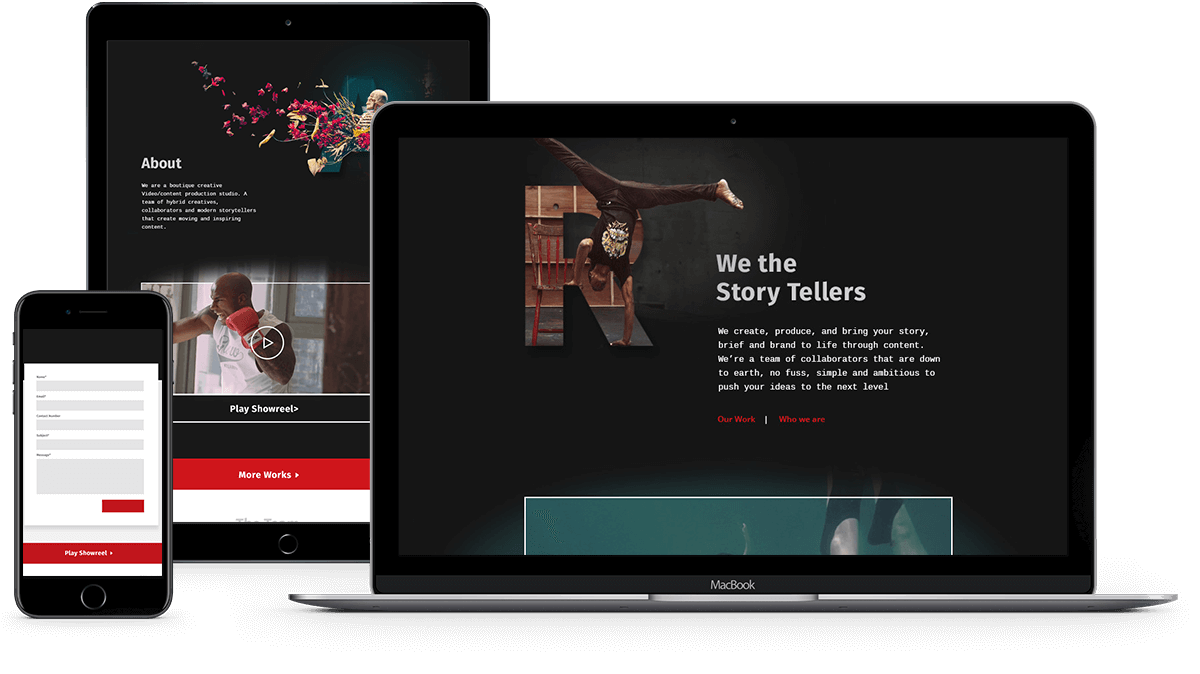 About
We are a boutique creative
Video/content production studio. A
team of hybrid creatives,
collaborators and modern storytellers
that create moving and inspiring
content.
Play Showreel>
More Works
We the
Story Tellers
We create, produce, and bring your story,
brief and brand to life through content.
We’re a team of collaborators that are down
to earth, no fuss, simple and ambitious to
push your ideas to the next level
Our Work | Who we are
MacBook
Name*
Email*
Contact Number
Subject*
Message*
Play Showreel
R